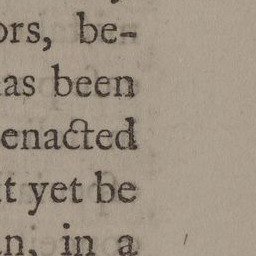 ors, be-
as been
enacted
t yet be
n, in a